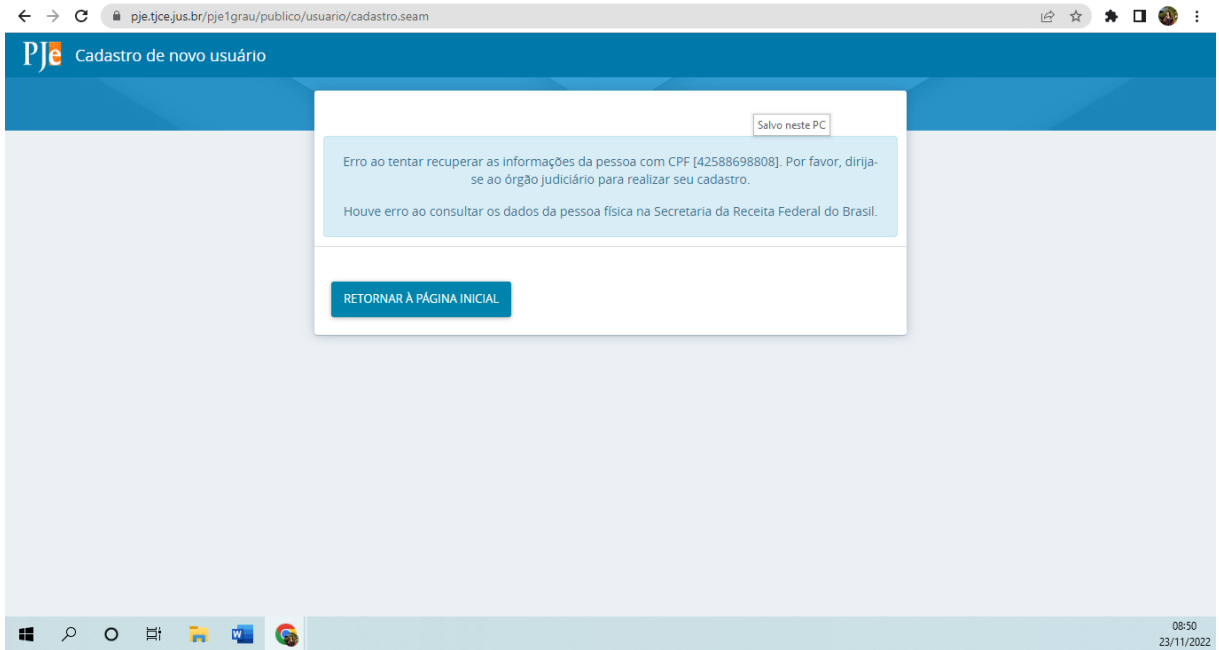 pje.tjce.jus.br/pje1grau/publico/usuario/cadastro.seam
PJe Cadastro de novo usuário
Salvo neste PC
Erro ao tentar recuperar as informações da pessoa com CPF [42588698808]. Por favor, dirija-
se ao órgão judiciário para realizar seu cadastro.
Houve erro ao consultar os dados da pessoa física na Secretaria da Receita Federal do Brasil.
RETORNAR À PÁGINA INICIAL
08:50
23/11/2022